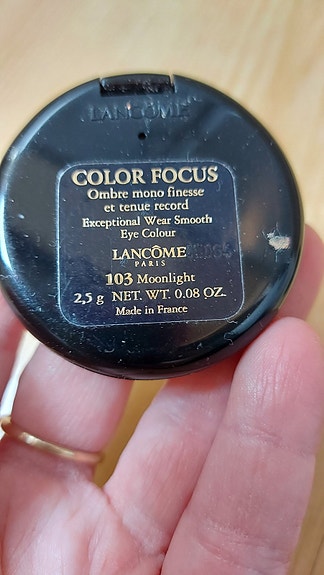 LANCÔME
COLOR FOCUS
Ombre mono finesse
et tenue record
Exceptional Wear Smooth
Eye Colour
LANCÔME
PARIS
103 Moonlight
2,5 g NET. WT. 0.08 OZ.
Made in France